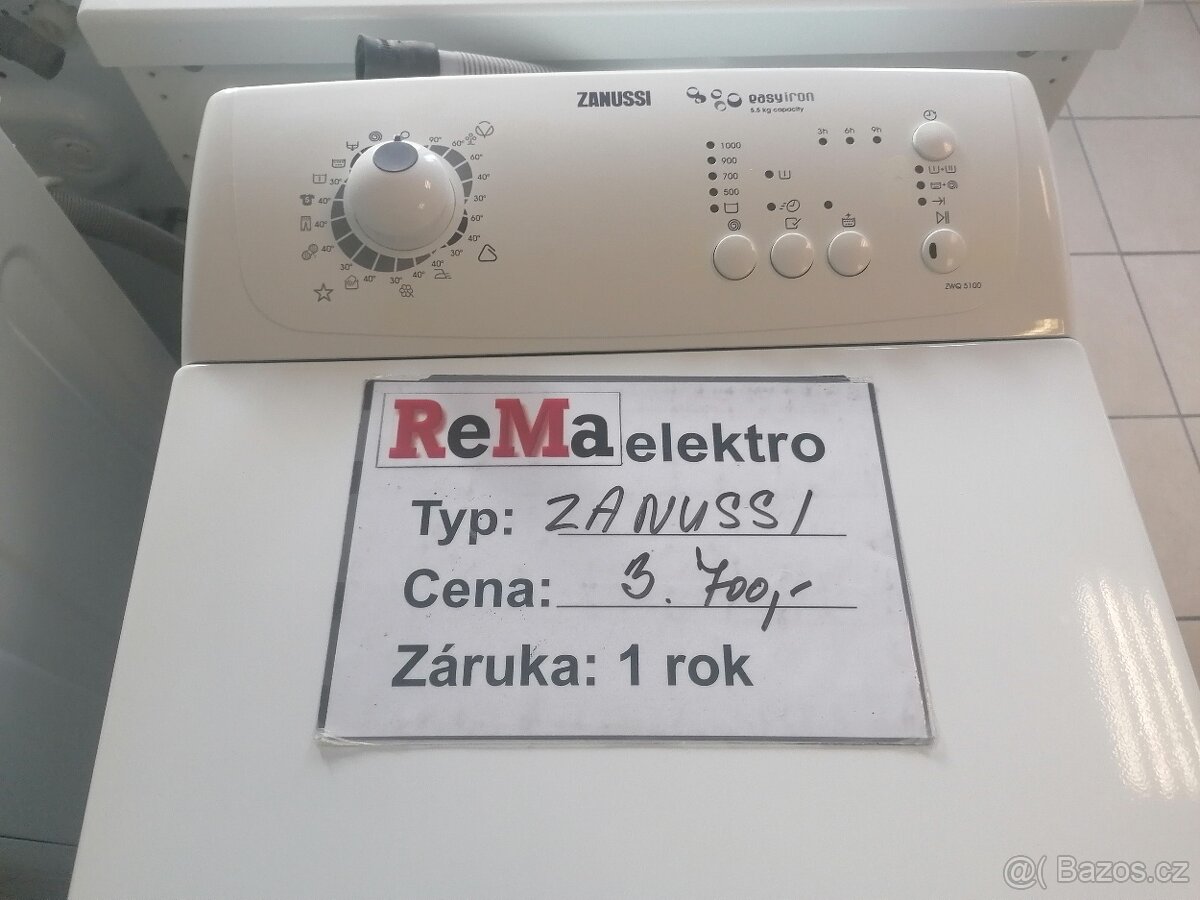 ZANUSSI easyiron
5.5 kg capacity
3h 6h 9h
1000
900
700
500
90°
60°
60°
40°
30°
60°
40°
30°
40°
40°
30°
40°
30°
40°
40°
40°
30°
ZWQ 5100
ReMa elektro
Typ: ZANUSSI
Cena: 3.700,-
Záruka: 1 rok
@( Bazos.cz